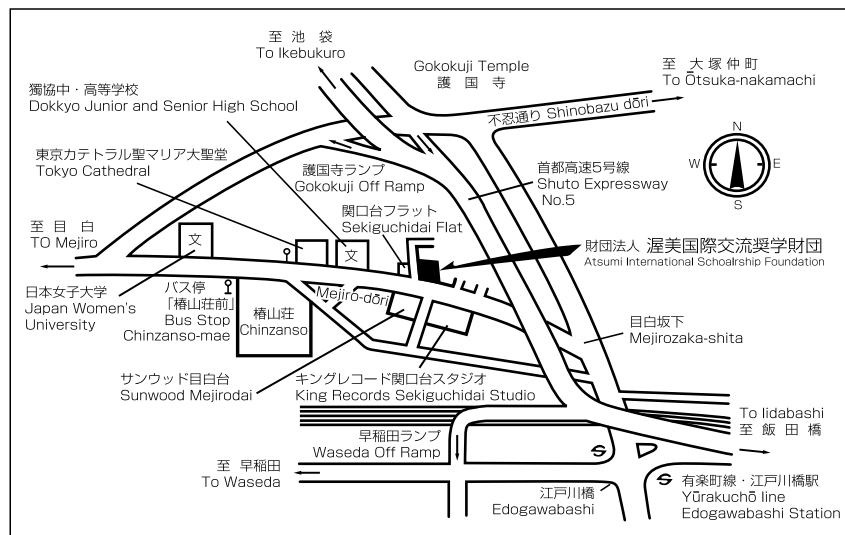 至 池 袋
To Ikebukuro
Gokokuji Temple
護 国 寺
至 大 塚 仲 町
To Ōtsuka-nakamachi
獨協中・高等学校
Dokkyo Junior and Senior High School
不忍通り Shinobazu dōri
東京カテトラル聖マリア大聖堂
Tokyo Cathedral
護国寺ランプ
Gokokuji Off Ramp
首都高速5号線
Shuto Expressway
No.5
N
W
E
S
至 目 白
TO Mejiro
関口台フラット
Sekiguchidai Flat
文
文
財団法人 渥美国際交流奨学財団
Atsumi International Schoalrship Foundation
日本女子大学
Japan Women's
University
バス停
「椿山荘前」
Bus Stop
Chinzanso-mae
椿山荘
Chinzanso
Mejiro-dōri
目白坂下
Mejirozaka-shita
サンウッド目白台
Sunwood Mejirodai
キングレコード関口台スタジオ
King Records Sekiguchidai Studio
早稲田ランプ
Waseda Off Ramp
To Iidabashi
至 飯 田 橋
至 早稲田
To Waseda
江戸川橋
Edogawabashi
有楽町線・江戸川橋駅
Yūrakuchō line
Edogawabashi Station